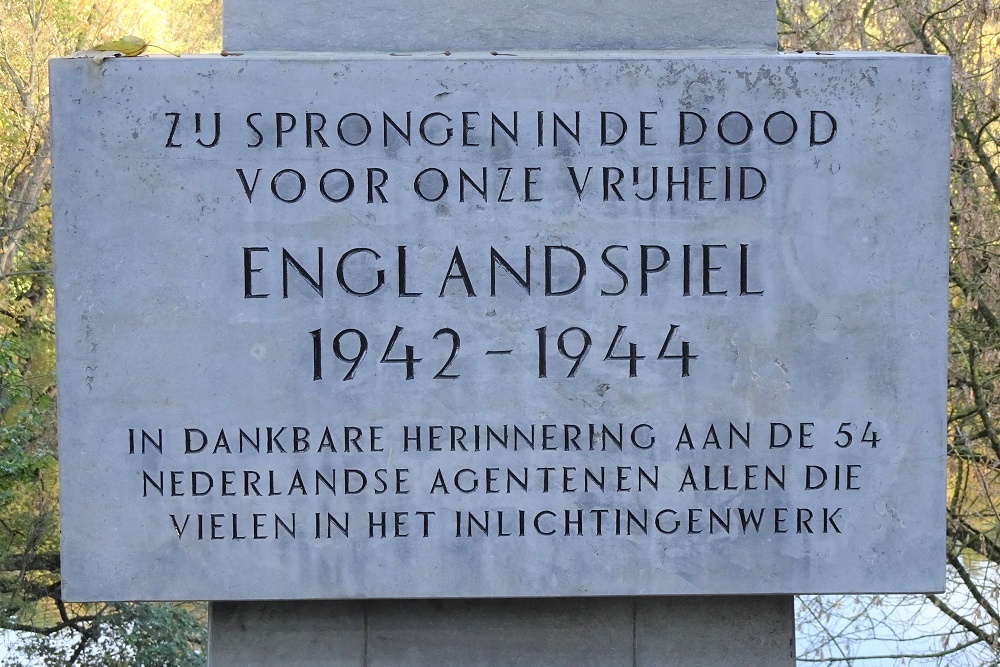 ZIJ SPRONGEN IN DE DOOD
VOOR ONZE VRIJHEID
ENGLANDSPIEL
1942 - 1944
IN DANKBARE HERINNERING AAN DE 54
NEDERLANDSE AGENTEN EN ALLEN DIE
VIELEN IN HET INLICHTINGENWERK